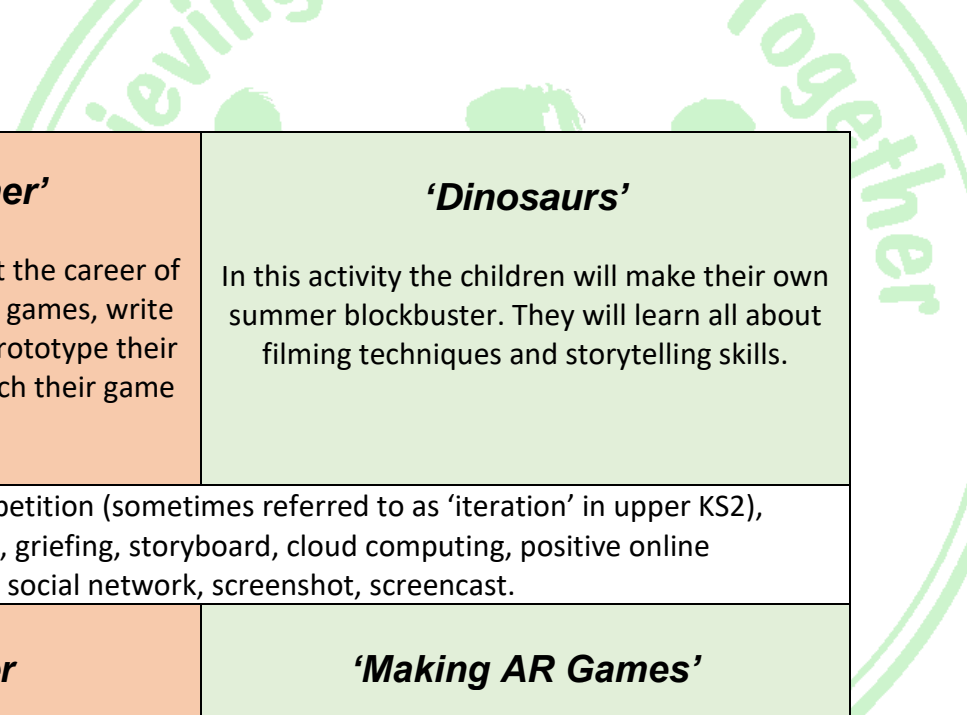 er’
t the career of
games, write
rototype their
ch their game
‘Dinosaurs’
In this activity the children will make their own
summer blockbuster. They will learn all about
filming techniques and storytelling skills.
petition (sometimes referred to as ‘iteration’ in upper KS2),
, griefing, storyboard, cloud computing, positive online
social network, screenshot, screencast.
r
‘Making AR Games’
ieving
Together